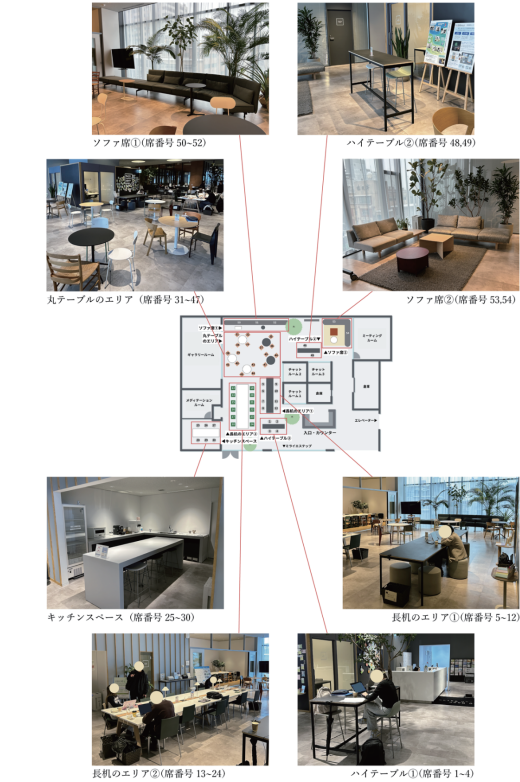 ソファ席①(席番号 50~52)
ハイテーブル②(席番号 48,49)
丸テーブルのエリア（席番号 31~47)
ソファ席②(席番号 53,54)
ソファ席①▶
丸テーブル
のエリア▶
ハイテーブル②▼
▲ソファ席②
ミーティング
ルーム
ギャラリールーム
チャット
ルーム3
チャット
ルーム2
チャット
ルーム1
倉庫
倉庫
メディテーション
ルーム
◀長机のエリア①
エレベーター▶
入口・カウンター
▲長机のエリア②
▲ハイテーブル①
◀キッチンスペース
キッチンスペース（席番号 25~30)
長机のエリア①(席番号 5~12)
長机のエリア②(席番号 13~24)
ハイテーブル①(席番号 1~4)